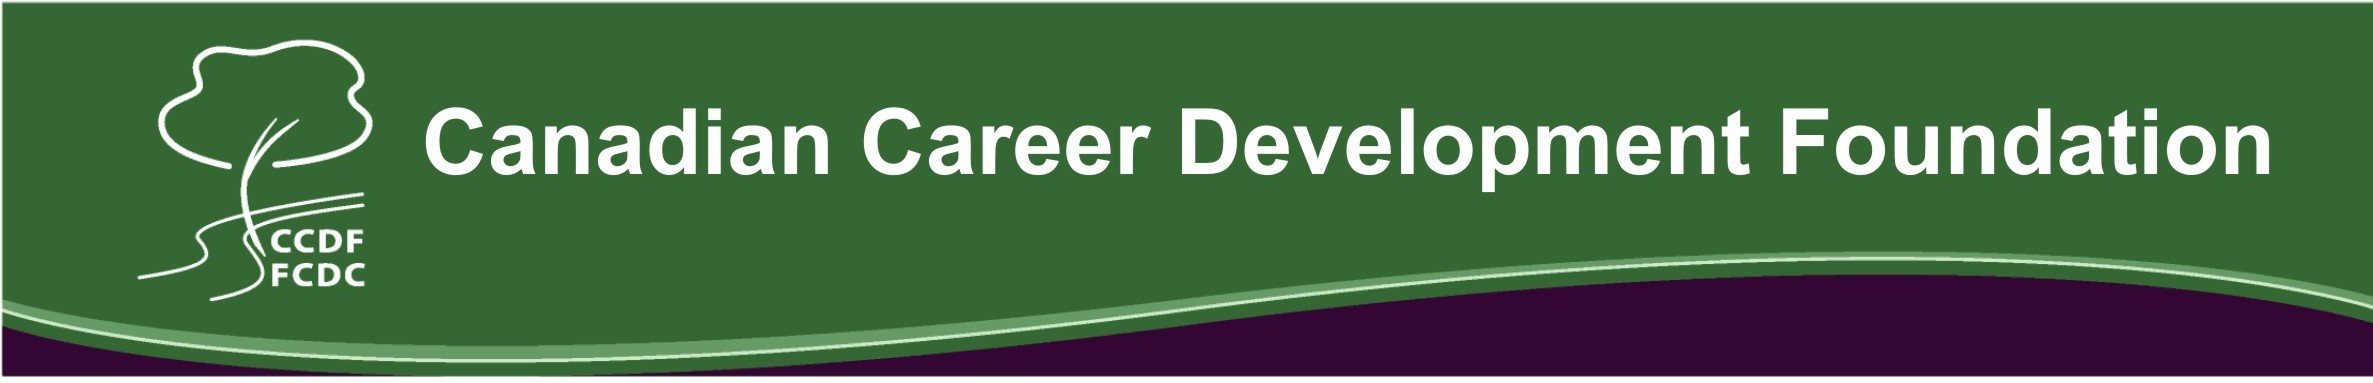 Canadian Career Development Foundation
CCDF
FCDC